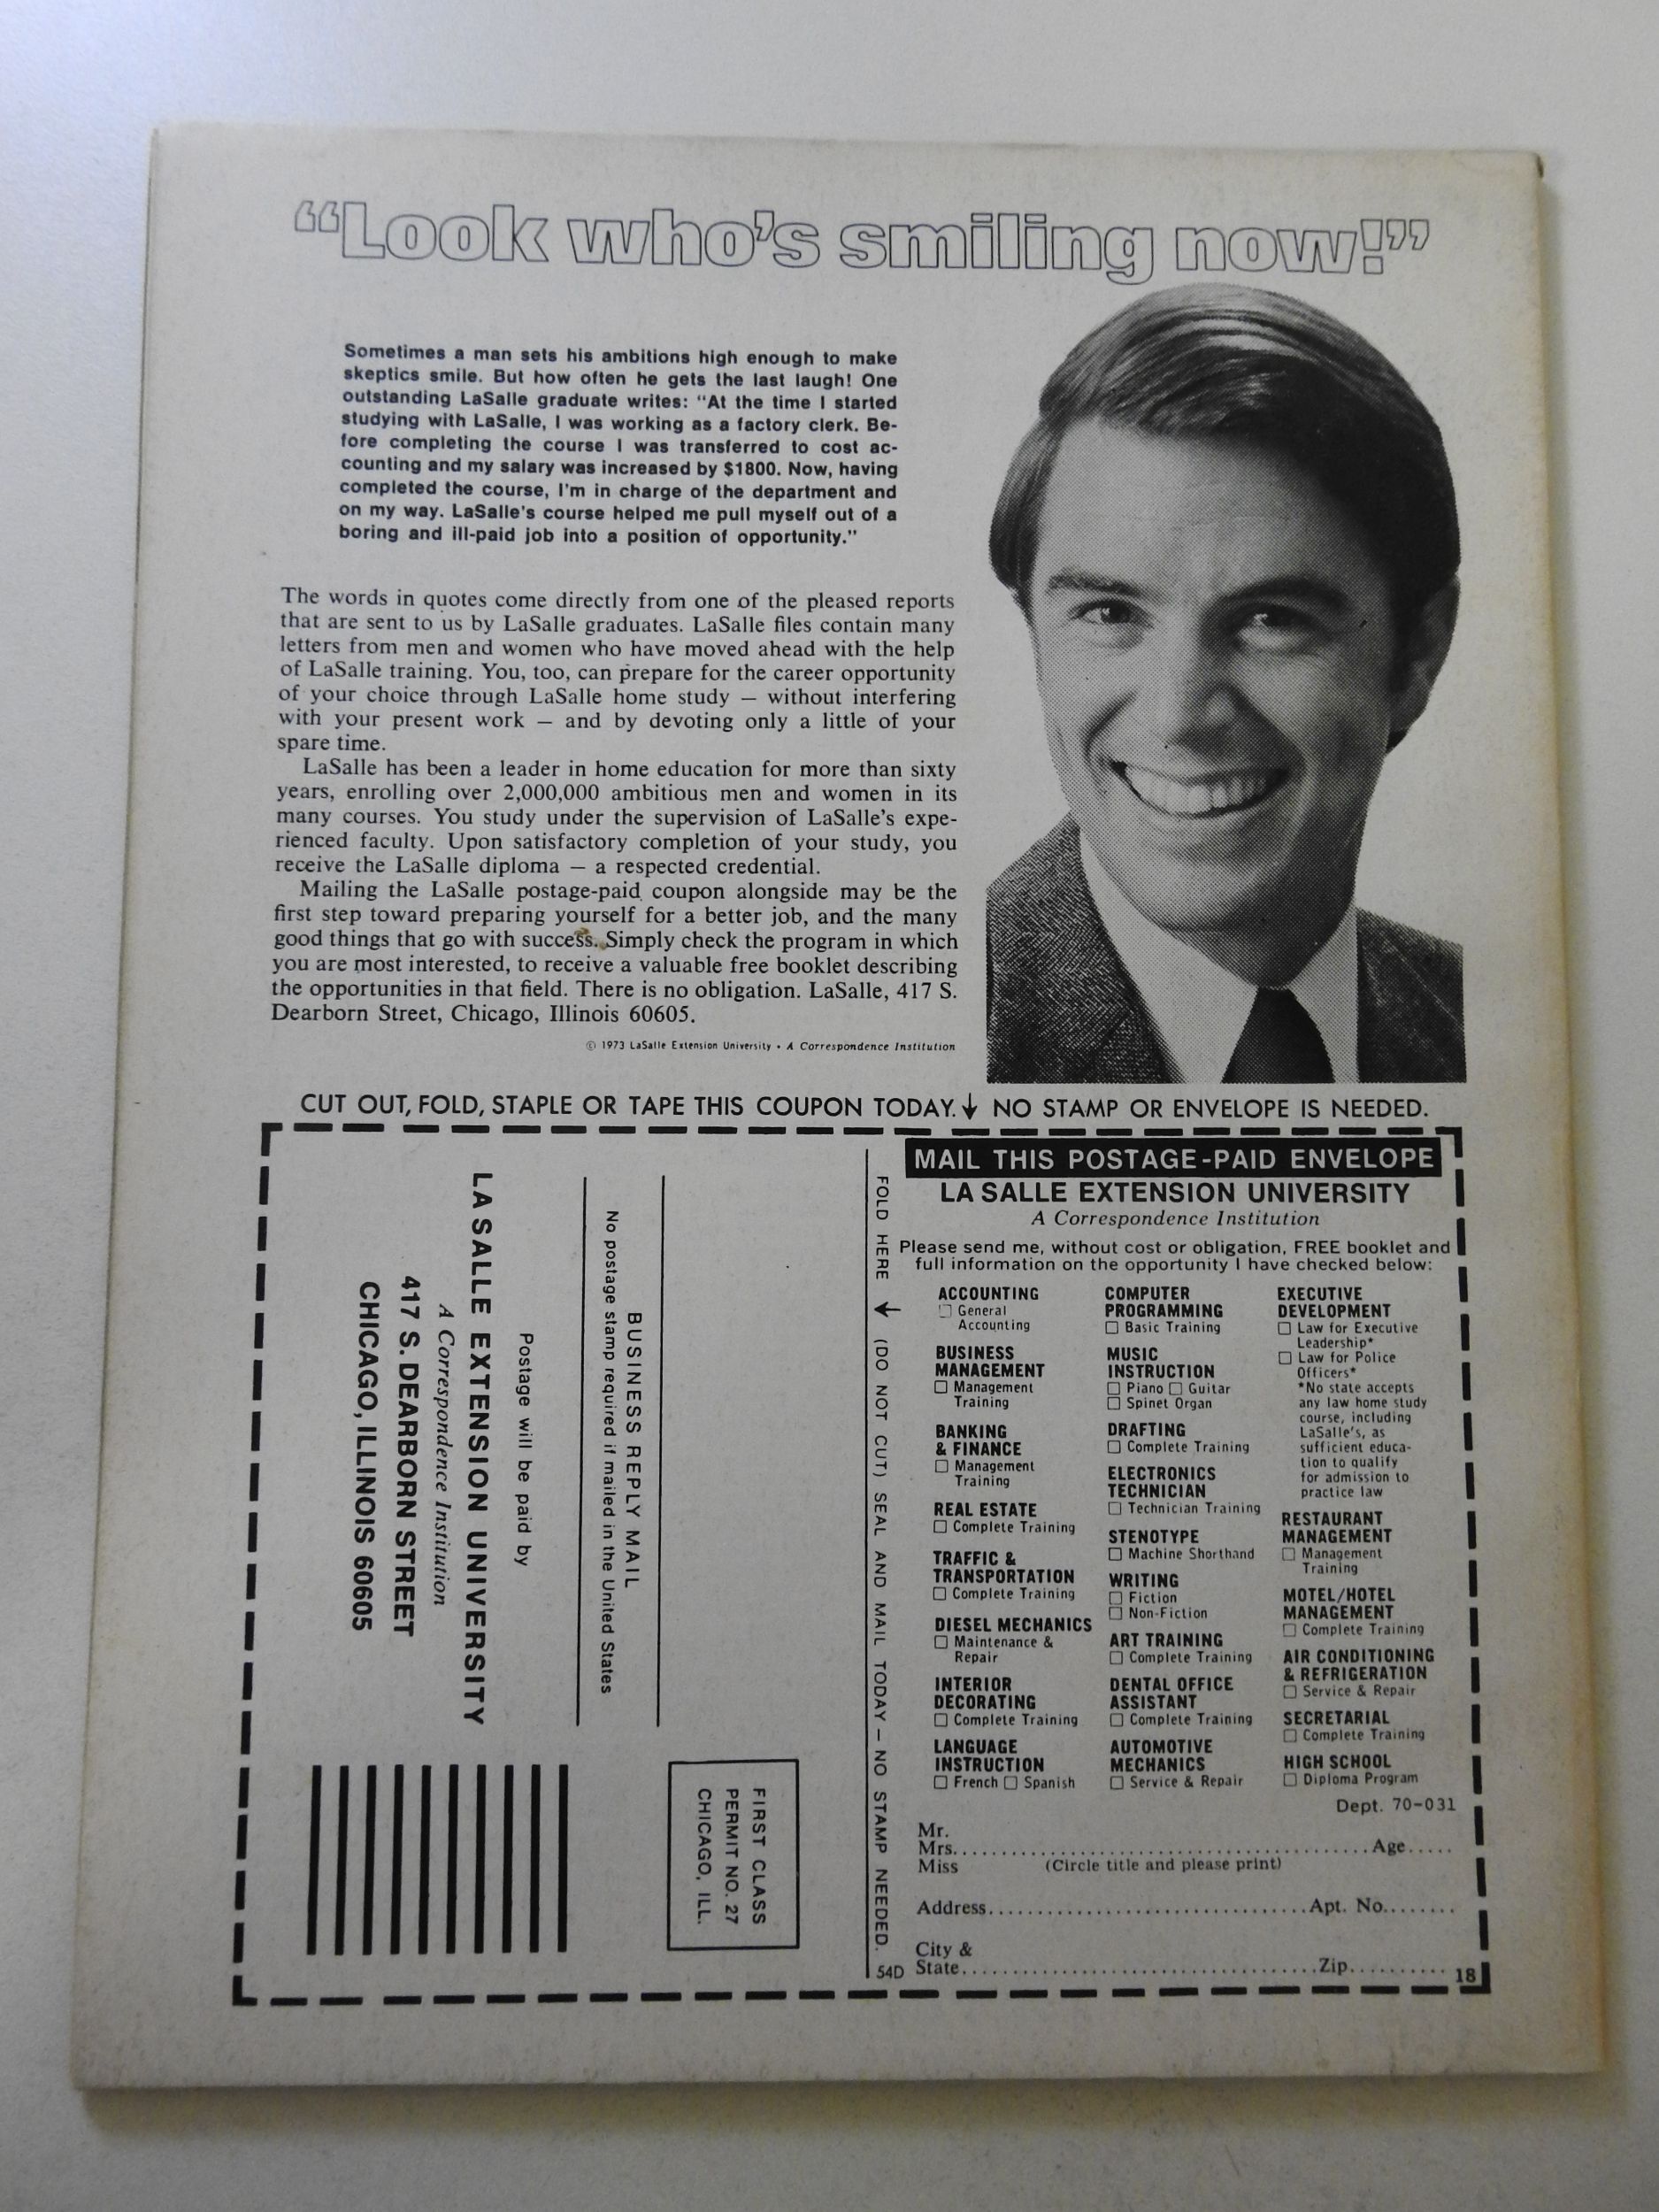 “Look who's smiling now!”
Sometimes a man sets his ambitions high enough to make
skeptics smile. But how often he gets the last laugh! One
outstanding LaSalle graduate writes: “At the time I started
studying with LaSalle, I was working as a factory clerk. Be-
fore completing the course I was transferred to cost ac-
counting and my salary was increased by $1800. Now, having
completed the course, I'm in charge of the department and
on my way. LaSalle's course helped me pull myself out of a
boring and ill-paid job into a position of opportunity.”
The words in quotes come directly from one of the pleased reports
that are sent to us by LaSalle graduates. LaSalle files contain many
letters from men and women who have moved ahead with the help
of LaSalle training. You, too, can prepare for the career opportunity
of your choice through LaSalle home study — without interfering
with your present work — and by devoting only a little of your
spare time.
LaSalle has been a leader in home education for more than sixty
years, enrolling over 2,000,000 ambitious men and women in its
many courses. You study under the supervision of LaSalle's expe-
rienced faculty. Upon satisfactory completion of your study, you
receive the LaSalle diploma — a respected credential.
Mailing the LaSalle postage-paid coupon alongside may be the
first step toward preparing yourself for a better job, and the many
good things that go with success. Simply check the program in which
you are most interested, to receive a valuable free booklet describing
the opportunities in that field. There is no obligation. LaSalle, 417 S.
Dearborn Street, Chicago, Illinois 60605.
© 1973 LaSalle Extension University • A Correspondence Institution
CUT OUT, FOLD, STAPLE OR TAPE THIS COUPON TODAY.↓ NO STAMP OR ENVELOPE IS NEEDED.
FIRST CLASS
PERMIT NO. 27
CHICAGO, ILL.
BUSINESS REPLY MAIL
No postage stamp required if mailed in the United States
Postage will be paid by
LA SALLE EXTENSION UNIVERSITY
A Correspondence Institution
417 S. DEARBORN STREET
CHICAGO, ILLINOIS 60605
FOLD HERE ↓ (DO NOT CUT) SEAL AND MAIL TODAY — NO STAMP NEEDED.
54D
MAIL THIS POSTAGE-PAID ENVELOPE
LA SALLE EXTENSION UNIVERSITY
A Correspondence Institution
Please send me, without cost or obligation, FREE booklet and
full information on the opportunity I have checked below:
ACCOUNTING
☐ General
Accounting
BUSINESS
MANAGEMENT
☐ Management
Training
BANKING
& FINANCE
☐ Management
Training
REAL ESTATE
☐ Complete Training
TRAFFIC &
TRANSPORTATION
☐ Complete Training
DIESEL MECHANICS
☐ Maintenance &
Repair
INTERIOR
DECORATING
☐ Complete Training
LANGUAGE
INSTRUCTION
☐ French ☐ Spanish
COMPUTER
PROGRAMMING
☐ Basic Training
MUSIC
INSTRUCTION
☐ Piano ☐ Guitar
☐ Spinet Organ
DRAFTING
☐ Complete Training
ELECTRONICS
TECHNICIAN
☐ Technician Training
STENOTYPE
☐ Machine Shorthand
WRITING
☐ Fiction
☐ Non-Fiction
ART TRAINING
☐ Complete Training
DENTAL OFFICE
ASSISTANT
☐ Complete Training
AUTOMOTIVE
MECHANICS
☐ Service & Repair
EXECUTIVE
DEVELOPMENT
☐ Law for Executive
Leadership*
☐ Law for Police
Officers*
*No state accepts
any law home study
course, including
LaSalle's, as
sufficient educa-
tion to qualify
for admission to
practice law
RESTAURANT
MANAGEMENT
☐ Management
Training
MOTEL/HOTEL
MANAGEMENT
☐ Complete Training
AIR CONDITIONING
& REFRIGERATION
☐ Service & Repair
SECRETARIAL
☐ Complete Training
HIGH SCHOOL
☐ Diploma Program
Dept. 70-031
Mr.
Mrs. Age
Miss (Circle title and please print)
Address Apt. No.
City &
State Zip
18